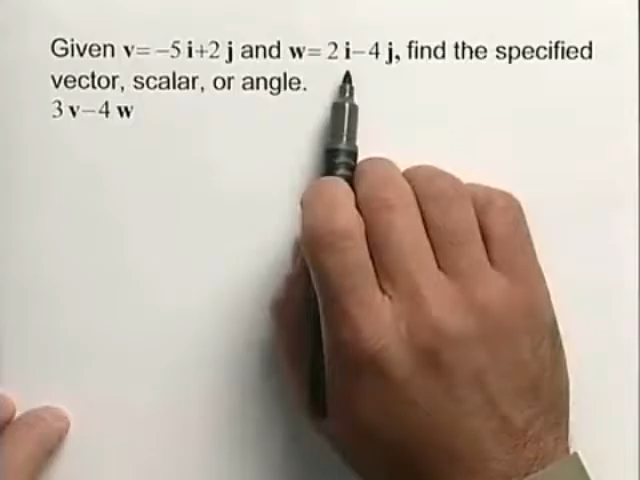 Given v= −5 i+2 j and w= 2 i−4 j, find the specified
vector, scalar, or angle.
3 v−4 w